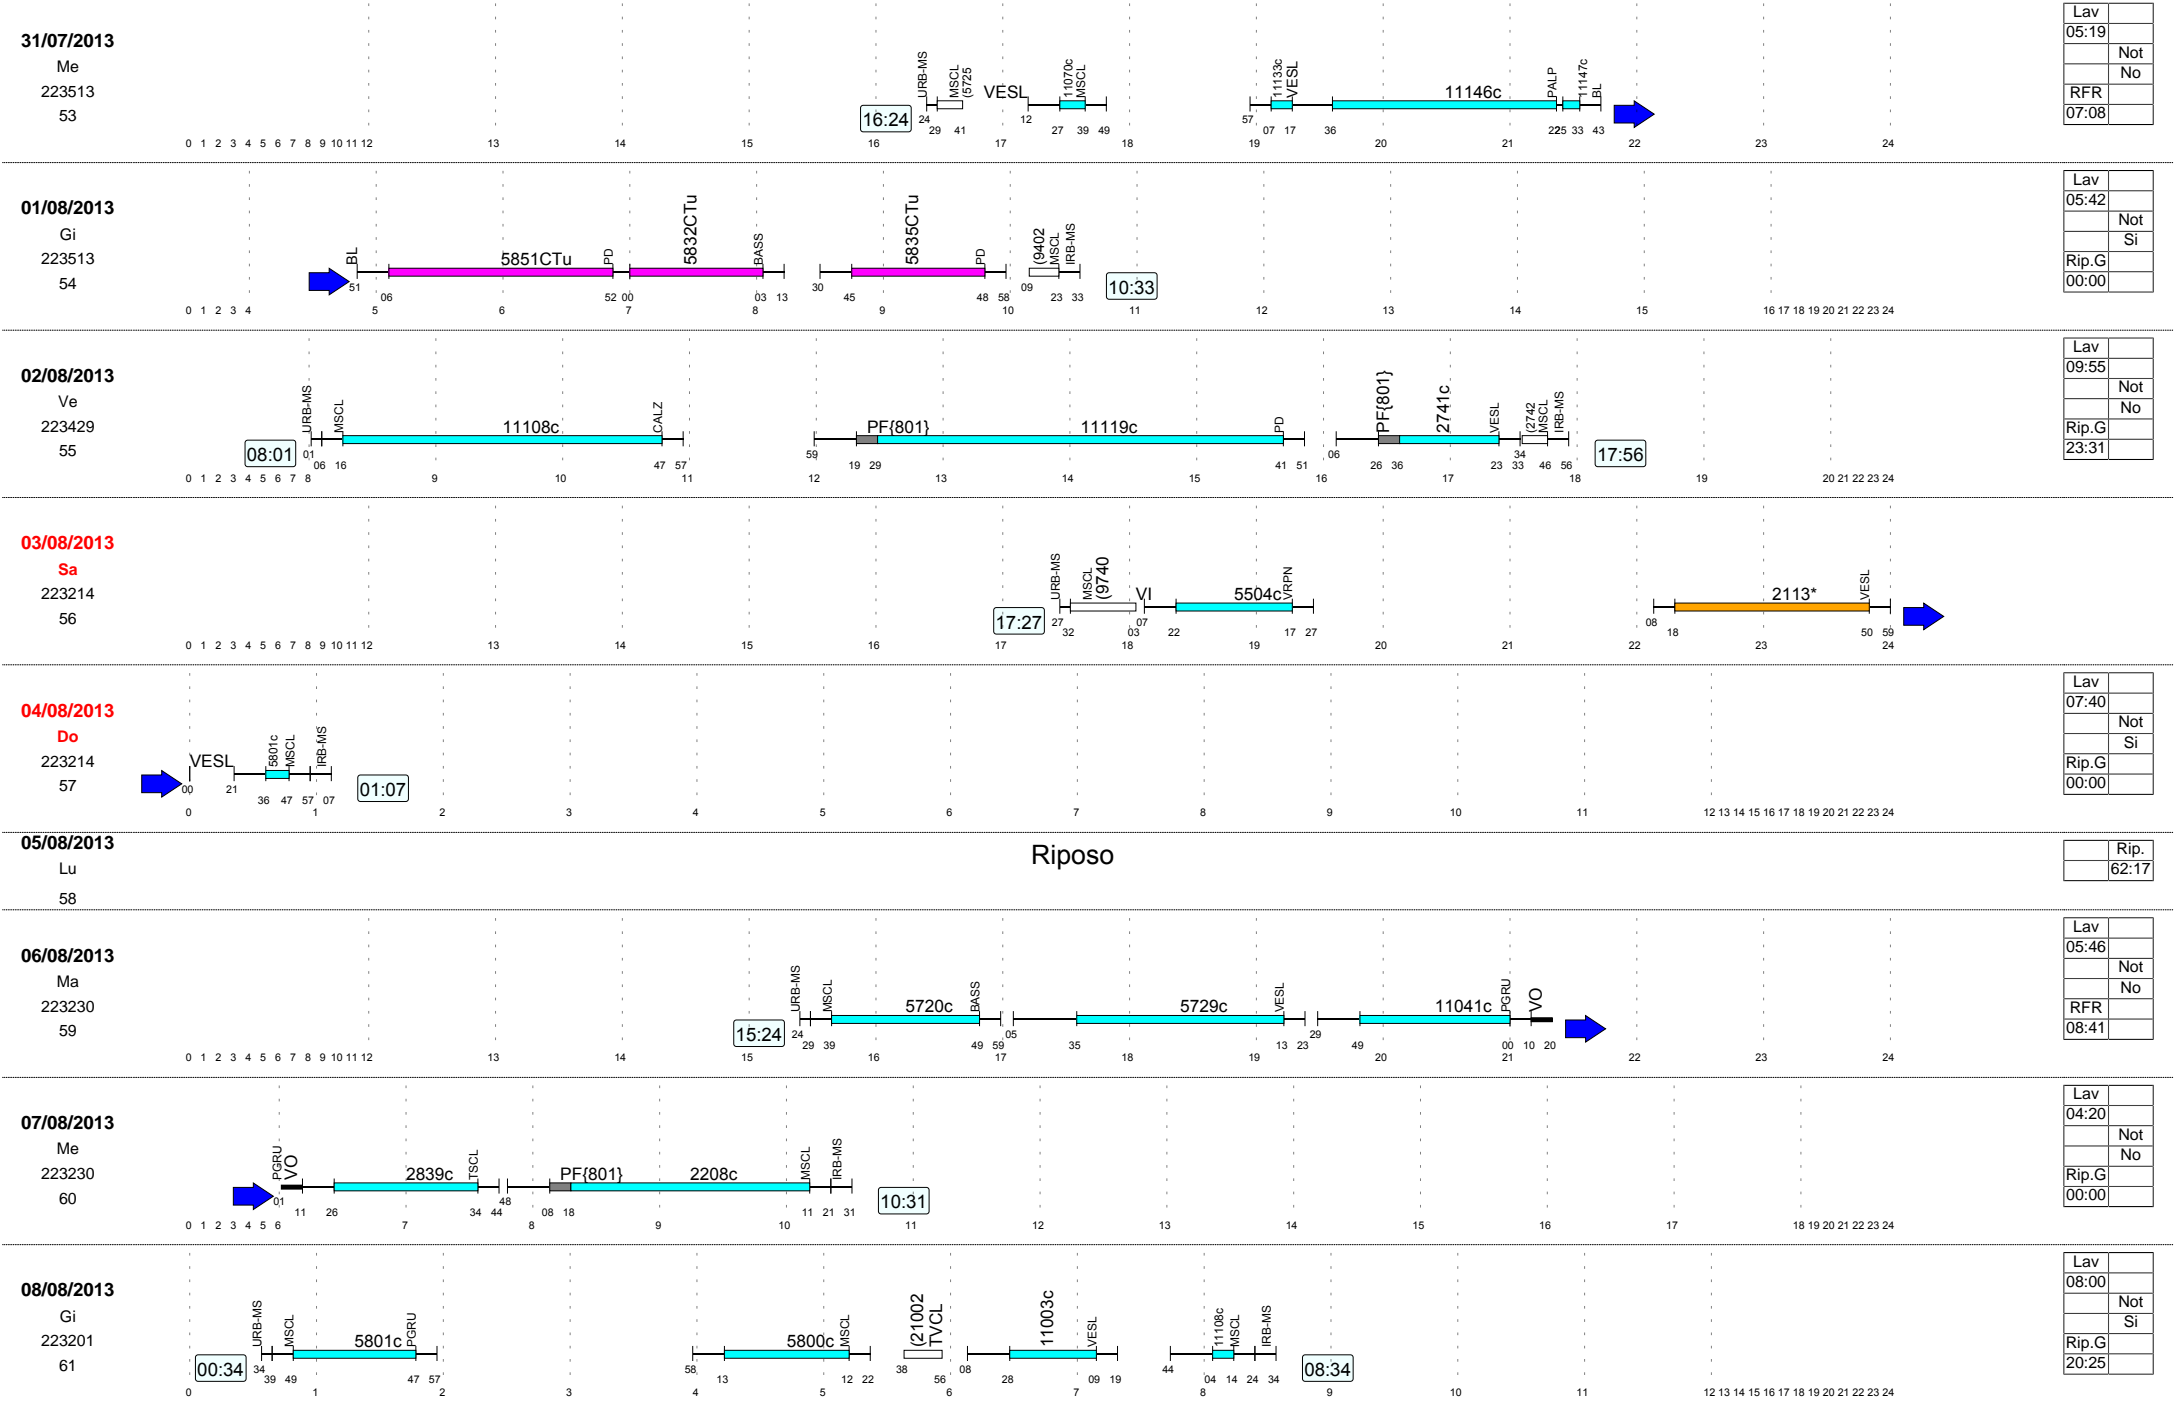 31/07/2013
Me
223513
53
16:24
URB-MS
MSCL
(5725
VESL
11070c
MSCL
11133c
VESL
11146c
PALP
11147c
BL
24 29 41 12 27 39 49 57 07 17 36 22 25 33 43
0 1 2 3 4 5 6 7 8 9 10 11 12 13 14 15 16 17 18 19 20 21 22 23 24
Lav
05:19
Not
No
RFR
07:08
01/08/2013
Gi
223513
54
BL
5851CTu
PD
5832CTu
BASS
5835CTu
PD
(9402
MSCL
IRB-MS
10:33
51 06 52 00 03 13 30 45 48 58 09 23 33
0 1 2 3 4 5 6 7 8 9 10 11 12 13 14 15 16 17 18 19 20 21 22 23 24
Lav
05:42
Not
Si
Rip.G
00:00
02/08/2013
Ve
223429
55
08:01
URB-MS
MSCL
11108c
CALZ
PF{801}
11119c
PD
PF{801}
2741c
VESL
(2742
MSCL
IRB-MS
17:56
01 06 16 47 57 59 19 29 41 51 06 26 36 23 33 34 46 56
0 1 2 3 4 5 6 7 8 9 10 11 12 13 14 15 16 17 18 19 20 21 22 23 24
Lav
09:55
Not
No
Rip.G
23:31
03/08/2013
Sa
223214
56
17:27
URB-MS
MSCL
(9740
VI
5504c
VRPN
2113*
VESL
27 32 03 07 22 17 27 08 18 50 59
0 1 2 3 4 5 6 7 8 9 10 11 12 13 14 15 16 17 18 19 20 21 22 23 24
04/08/2013
Do
223214
57
VESL
5801c
MSCL
IRB-MS
01:07
00 21 36 47 57 07
0 1 2 3 4 5 6 7 8 9 10 11 12 13 14 15 16 17 18 19 20 21 22 23 24
Lav
07:40
Not
Si
Rip.G
00:00
05/08/2013
Lu
58
Riposo
Rip.
62:17
06/08/2013
Ma
223230
59
15:24
URB-MS
MSCL
5720c
BASS
5729c
VESL
11041c
PGRU
VO
24 29 39 49 59 05 35 13 23 29 49 00 10 20
0 1 2 3 4 5 6 7 8 9 10 11 12 13 14 15 16 17 18 19 20 21 22 23 24
Lav
05:46
Not
No
RFR
08:41
07/08/2013
Me
223230
60
PGRU
VO
2839c
TSCL
PF{801}
2208c
MSCL
IRB-MS
10:31
01 11 26 34 44 48 08 18 11 21 31
0 1 2 3 4 5 6 7 8 9 10 11 12 13 14 15 16 17 18 19 20 21 22 23 24
Lav
04:20
Not
No
Rip.G
00:00
08/08/2013
Gi
223201
61
00:34
URB-MS
MSCL
5801c
PGRU
5800c
MSCL
(21002
TVCL
11003c
VESL
11108c
MSCL
IRB-MS
08:34
34 39 49 47 57 58 13 12 22 38 56 08 28 09 19 44 04 14 24 34
0 1 2 3 4 5 6 7 8 9 10 11 12 13 14 15 16 17 18 19 20 21 22 23 24
Lav
08:00
Not
Si
Rip.G
20:25